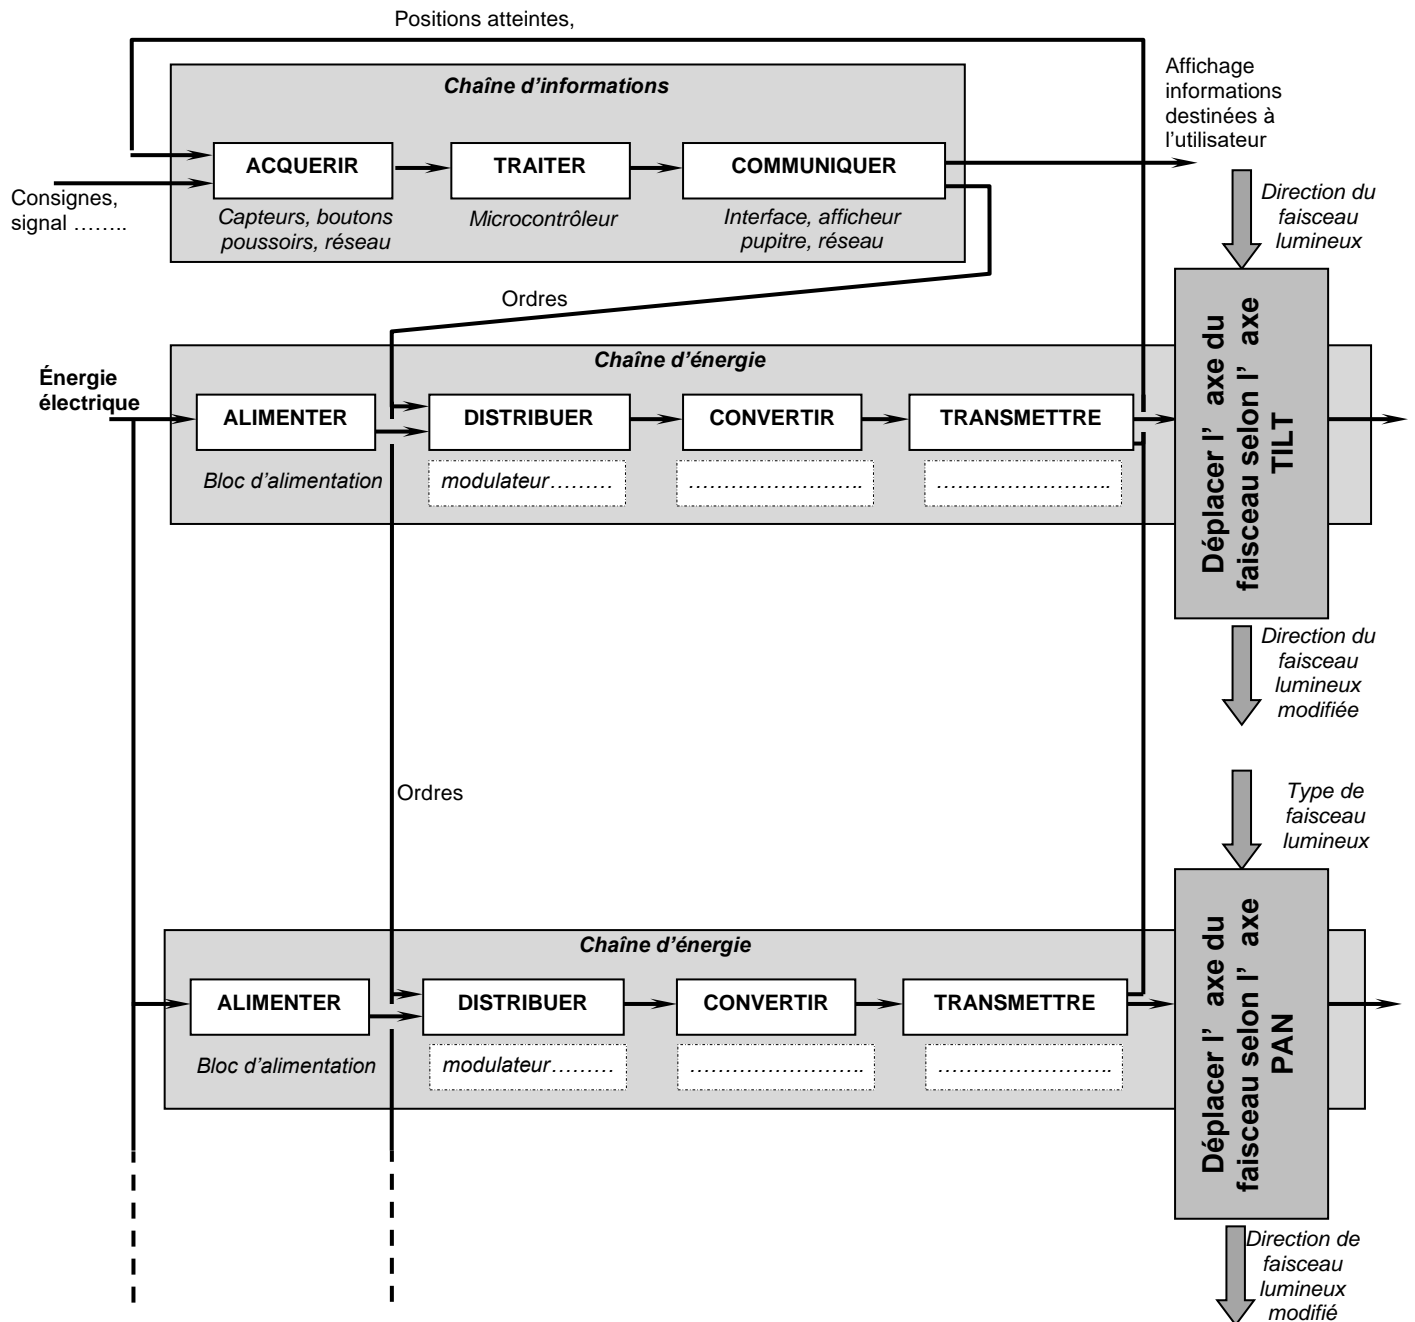 Positions atteintes,
Affichage
informations
destinées à
l’utilisateur
Chaîne d’informations
ACQUERIR
TRAITER
COMMUNIQUER
Consignes,
signal ……..
Capteurs, boutons
poussoirs, réseau
Microcontrôleur
Interface, afficheur
pupitre, réseau
Direction du
faisceau
lumineux
Ordres
Chaîne d’énergie
Énergie
électrique
ALIMENTER
DISTRIBUER
CONVERTIR
TRANSMETTRE
Bloc d’alimentation
modulateur………
…………………….
…………………….
Déplacer l’ axe du
faisceau selon l’ axe
TILT
Direction du
faisceau
lumineux
modifiée
Ordres
Type de
faisceau
lumineux
Chaîne d’énergie
ALIMENTER
DISTRIBUER
CONVERTIR
TRANSMETTRE
Bloc d’alimentation
modulateur………
…………………….
…………………….
Déplacer l’ axe du
faisceau selon l’ axe
PAN
Direction de
faisceau
lumineux
modifié